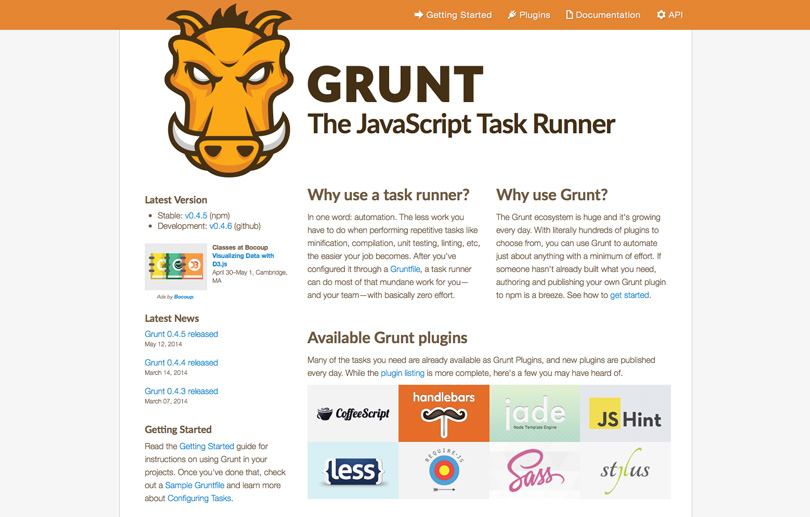 Getting Started
Plugins
Documentation
API
GRUNT
The JavaScript Task Runner
Latest Version
Stable: v0.4.5 (npm)
Development: v0.4.6 (github)
Classes at Bocoup
Visualizing Data with
D3.js
April 30–May 1, Cambridge,
MA
Ads by Bocoup.
Latest News
Grunt 0.4.5 released
May 12, 2014
Grunt 0.4.4 released
March 14, 2014
Grunt 0.4.3 released
March 07, 2014
Getting Started
Read the Getting Started guide for
instructions on using Grunt in your
projects. Once you've done that, check
out a Sample Gruntfile and learn more
about Configuring Tasks.
Why use a task runner?
In one word: automation. The less work you
have to do when performing repetitive tasks like
minification, compilation, unit testing, linting, etc,
the easier your job becomes. After you've
configured it through a Gruntfile, a task runner
can do most of that mundane work for you—
and your team—with basically zero effort.
Why use Grunt?
The Grunt ecosystem is huge and it's growing
every day. With literally hundreds of plugins to
choose from, you can use Grunt to automate
just about anything with a minimum of effort. If
someone hasn't already built what you need,
authoring and publishing your own Grunt plugin
to npm is a breeze. See how to get started.
Available Grunt plugins
Many of the tasks you need are already available as Grunt Plugins, and new plugins are published
every day. While the plugin listing is more complete, here's a few you may have heard of.
CoffeeScript
handlebars
jade
Node Template Engine
JSHint
less
REQUIRE·JS
Sass
stylus